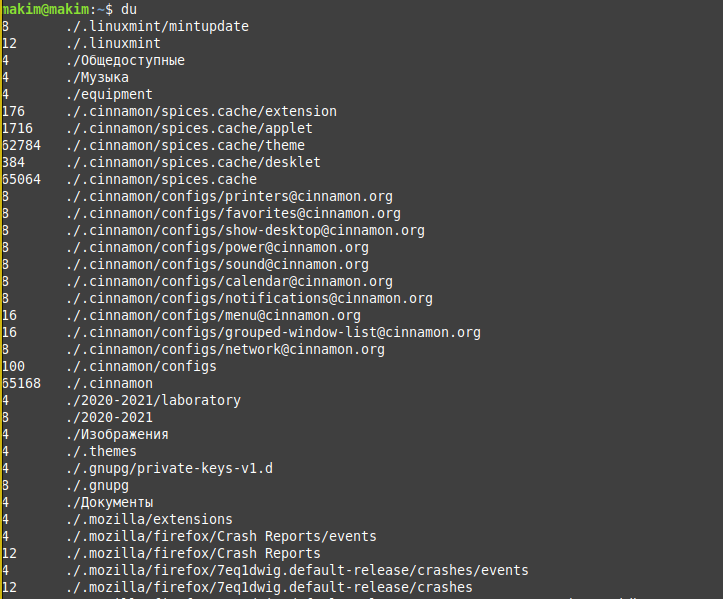 makim@makim:~$ du
8 ./.linuxmint/mintupdate
12 ./.linuxmint
4 ./Общедоступные
4 ./Музыка
4 ./equipment
176 ./.cinnamon/spices.cache/extension
1716 ./.cinnamon/spices.cache/applet
62784 ./.cinnamon/spices.cache/theme
384 ./.cinnamon/spices.cache/desklet
65064 ./.cinnamon/spices.cache
8 ./.cinnamon/configs/printers@cinnamon.org
8 ./.cinnamon/configs/favorites@cinnamon.org
8 ./.cinnamon/configs/show-desktop@cinnamon.org
8 ./.cinnamon/configs/power@cinnamon.org
8 ./.cinnamon/configs/sound@cinnamon.org
8 ./.cinnamon/configs/calendar@cinnamon.org
8 ./.cinnamon/configs/notifications@cinnamon.org
16 ./.cinnamon/configs/menu@cinnamon.org
16 ./.cinnamon/configs/grouped-window-list@cinnamon.org
8 ./.cinnamon/configs/network@cinnamon.org
100 ./.cinnamon/configs
65168 ./.cinnamon
4 ./2020-2021/laboratory
8 ./2020-2021
4 ./Изображения
4 ./.themes
4 ./.gnupg/private-keys-v1.d
8 ./.gnupg
4 ./Документы
4 ./.mozilla/extensions
4 ./.mozilla/firefox/Crash Reports/events
12 ./.mozilla/firefox/Crash Reports
4 ./.mozilla/firefox/7eq1dwig.default-release/crashes/events
12 ./.mozilla/firefox/7eq1dwig.default-release/crashes